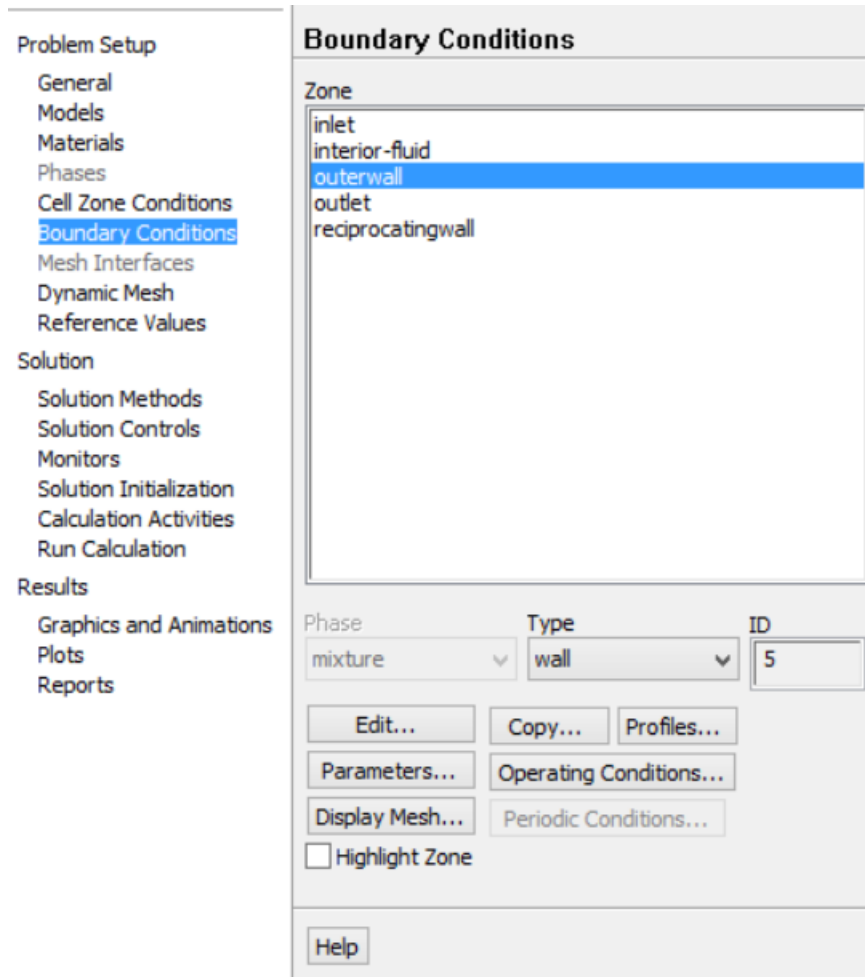 Problem Setup
General
Models
Materials
Phases
Cell Zone Conditions
Boundary Conditions
Mesh Interfaces
Dynamic Mesh
Reference Values
Solution
Solution Methods
Solution Controls
Monitors
Solution Initialization
Calculation Activities
Run Calculation
Results
Graphics and Animations
Plots
Reports
Boundary Conditions
Zone
inlet
interior-fluid
outerwall
outlet
reciprocatingwall
Phase Type ID
mixture wall 5
Edit... Copy... Profiles...
Parameters... Operating Conditions...
Display Mesh... Periodic Conditions...
Highlight Zone
Help